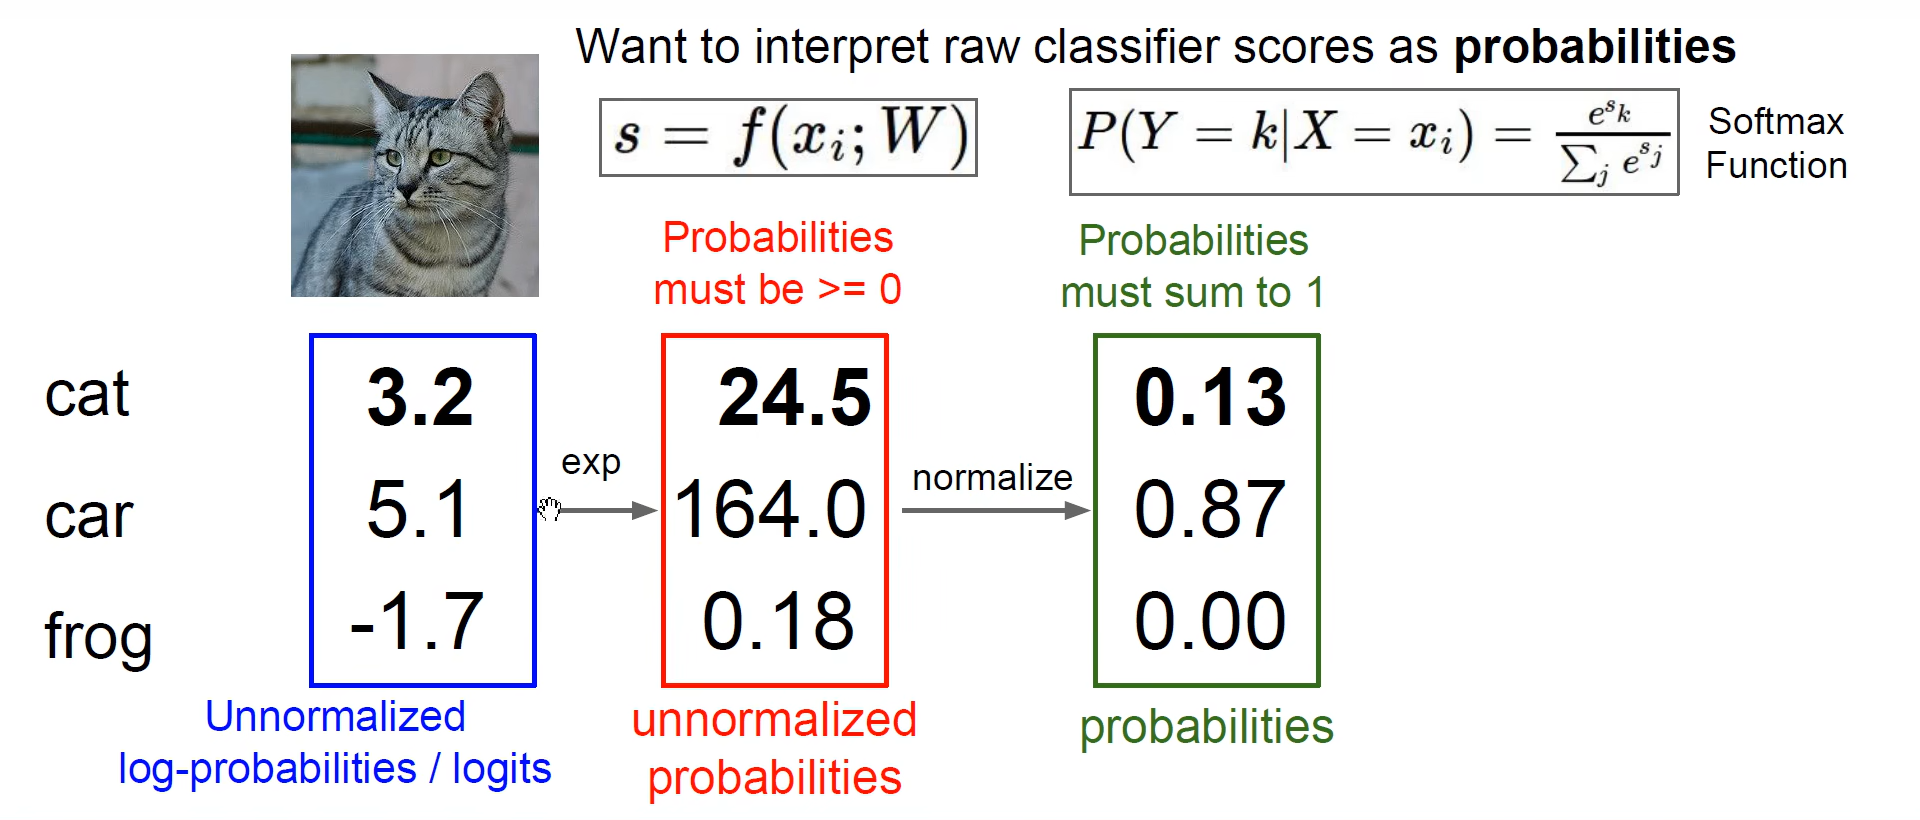 Want to interpret raw classifier scores as probabilities
s = f(x_i; W)
P(Y = k|X = x_i) = e^{s_k} / \sum_j e^{s_j}
Softmax
Function
Probabilities
must be >= 0
Probabilities
must sum to 1
cat 3.2 24.5 0.13
exp
normalize
car 5.1 164.0 0.87
frog -1.7 0.18 0.00
Unnormalized
log-probabilities / logits
unnormalized
probabilities
probabilities